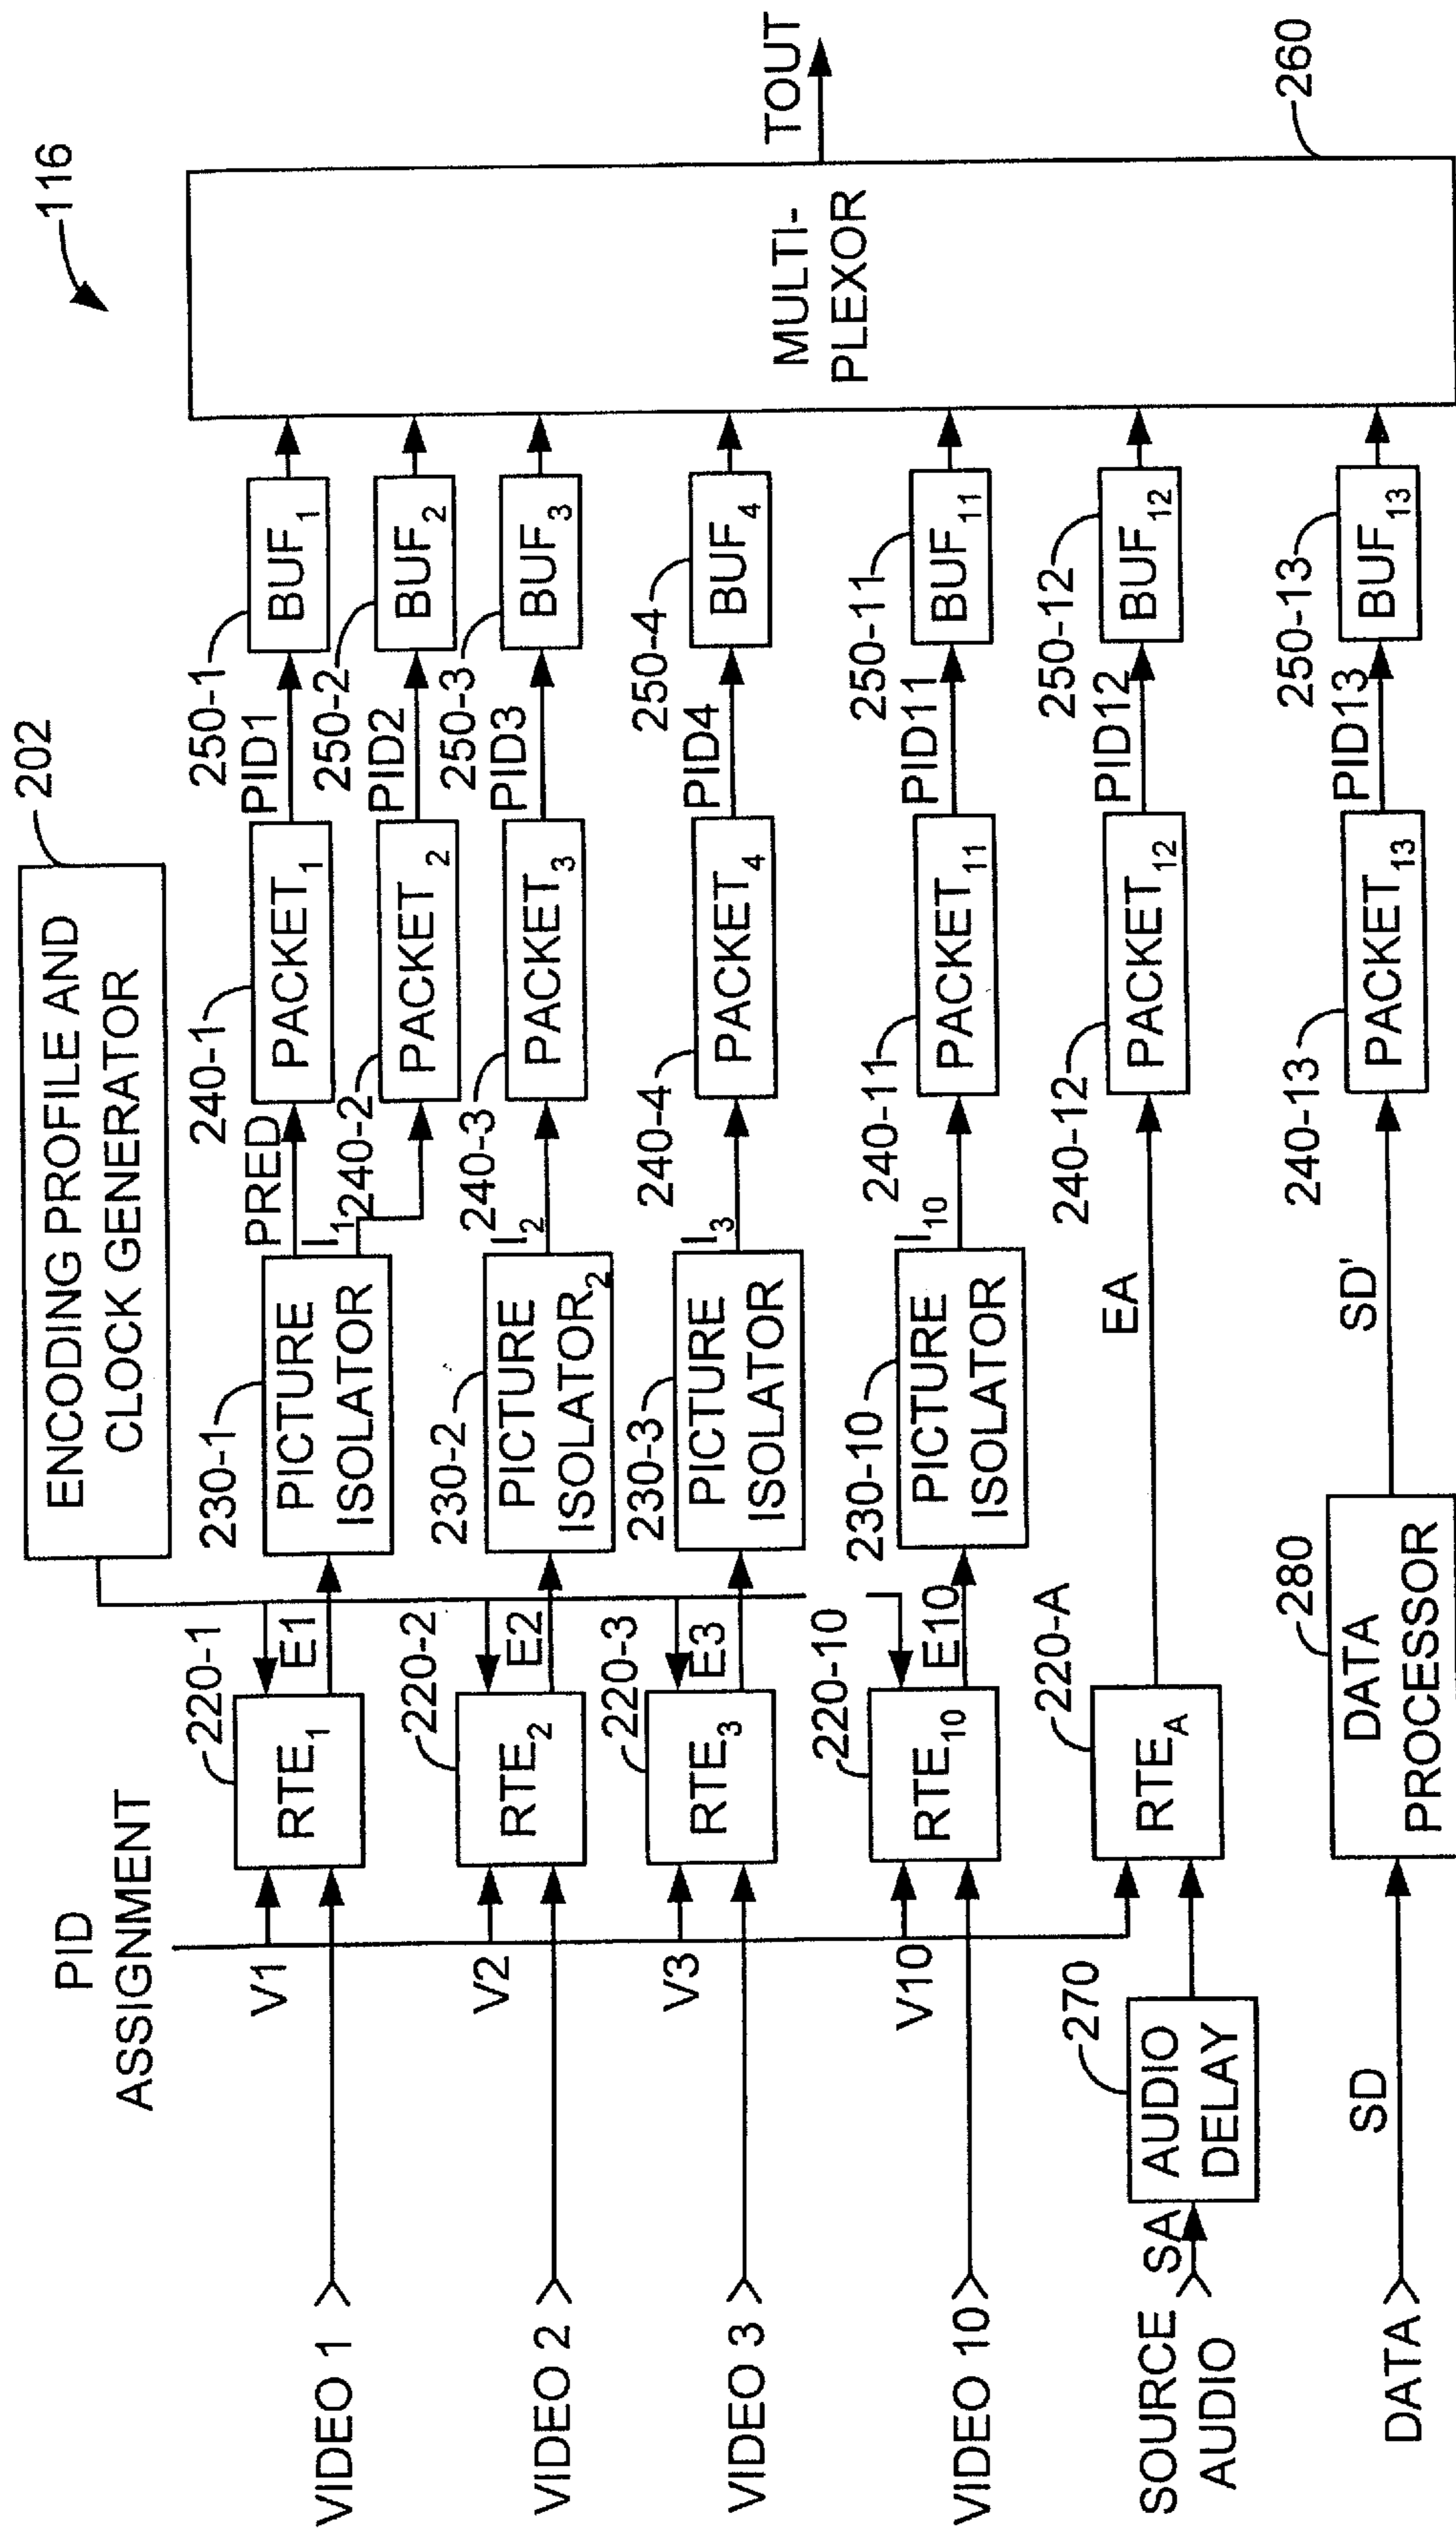 116
202
ENCODING PROFILE AND
CLOCK GENERATOR
PID
ASSIGNMENT
VIDEO 1
V1
220-1
RTE1
E1
230-1
PICTURE
ISOLATOR
PRED
I1
240-1
PACKET1
PID1
250-1
BUF1
240-2
PACKET2
PID2
250-2
BUF2
VIDEO 2
V2
220-2
RTE2
E2
230-2
PICTURE
ISOLATOR2
I2
240-3
PACKET3
PID3
250-3
BUF3
VIDEO 3
V3
220-3
RTE3
E3
230-3
PICTURE
ISOLATOR
I3
240-4
PACKET4
PID4
250-4
BUF4
VIDEO 10
V10
220-10
RTE10
E10
230-10
PICTURE
ISOLATOR
I10
240-11
PACKET11
PID11
250-11
BUF11
SOURCE
AUDIO
SA
270
AUDIO
DELAY
220-A
RTEA
EA
240-12
PACKET12
PID12
250-12
BUF12
DATA
SD
280
DATA
PROCESSOR
SD'
240-13
PACKET13
PID13
250-13
BUF13
MULTI-
PLEXOR
TOUT
260